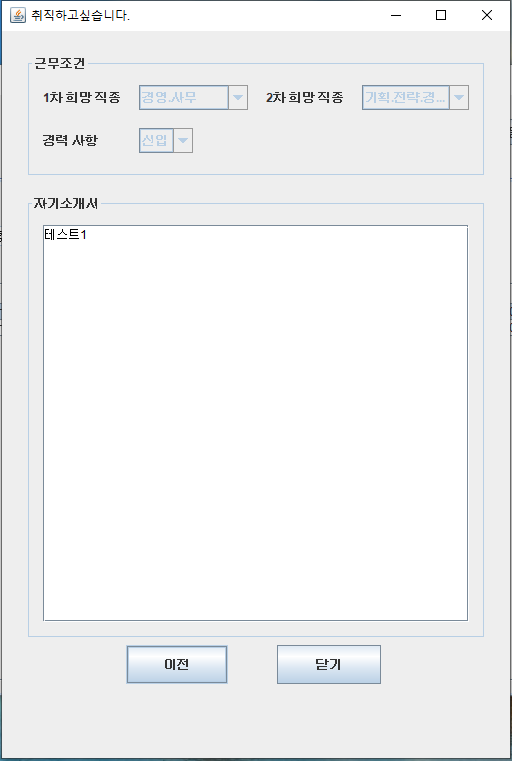 취직하고싶습니다.
근무조건
1차 희망 직종 경영.사무 2차 희망 직종 기획.전략.경...
경력 사항 신입
자기소개서
테스트1
이전 닫기